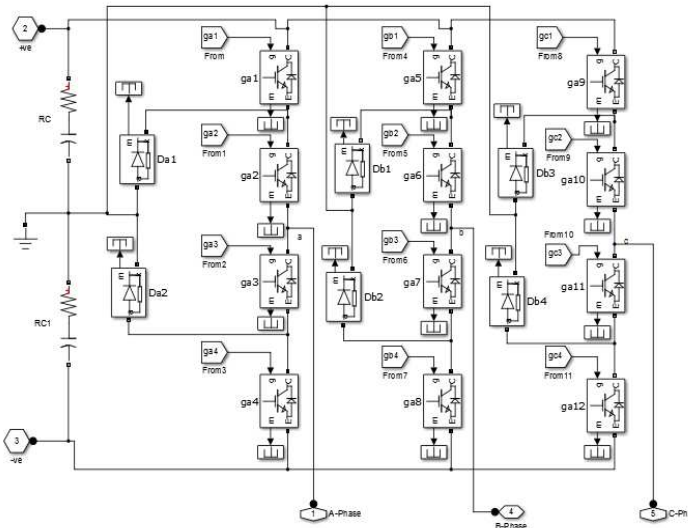 2
+ve
RC
RC1
3
-ve
ga1
From
ga1
g
C
m
E
ga2
From1
ga2
g
C
m
E
ga3
From2
ga3
g
C
m
E
ga4
From3
ga4
g
C
m
E
m
Da1
m
Da2
a
1
A-Phase
gb1
From4
ga5
g
C
m
E
gb2
From5
ga6
g
C
m
E
gb3
From6
ga7
g
C
m
E
gb4
From7
ga8
g
C
m
E
m
Db1
m
Db2
b
4
B-Phase
gc1
From8
ga9
g
C
m
E
gc2
From9
ga10
g
C
m
E
From10
gc3
ga11
g
C
m
E
gc4
From11
ga12
g
C
m
E
m
Db3
m
Db4
c
5
C-Ph